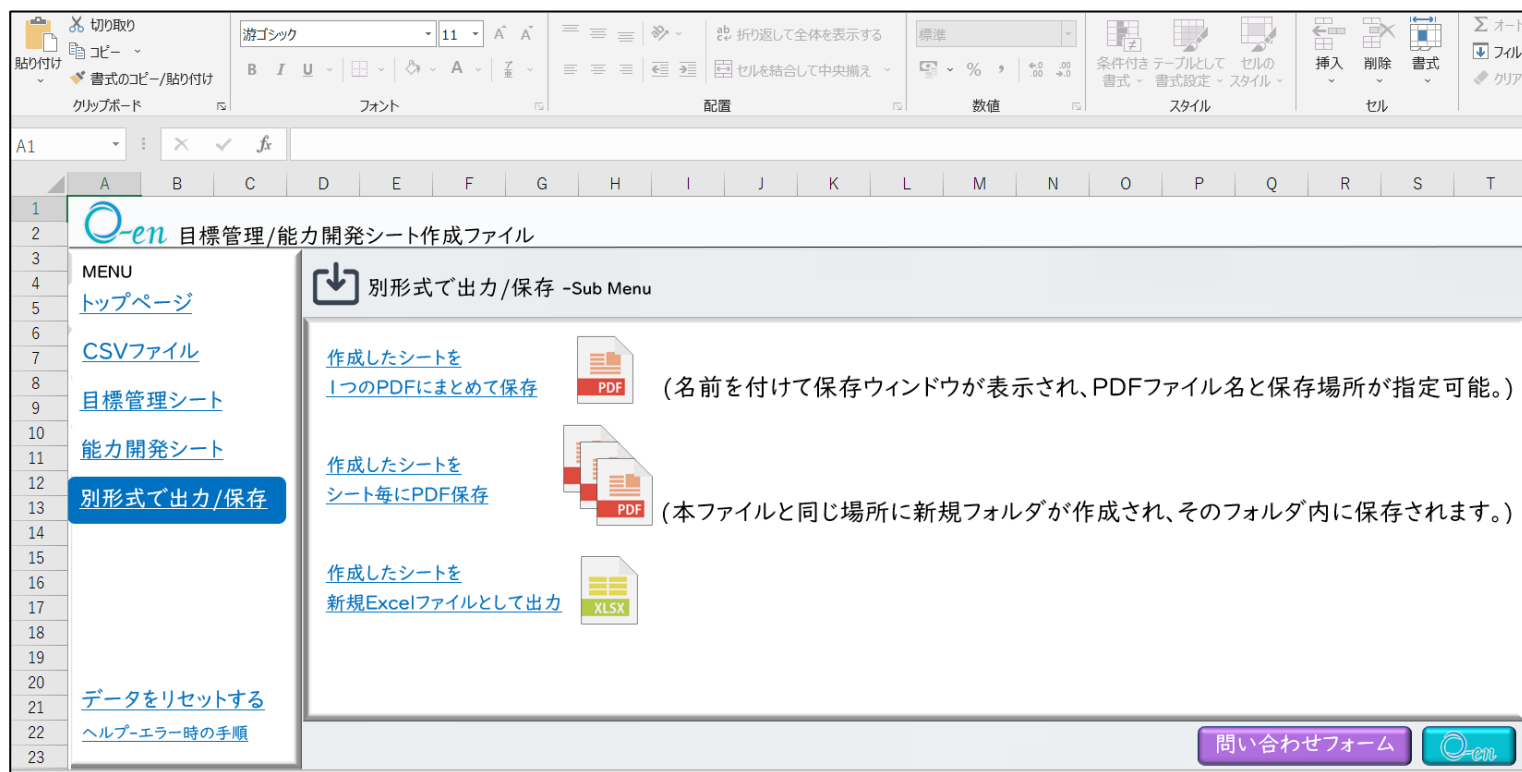 切り取り
コピー
書式のコピー/貼り付け
貼り付け
クリップボード
游ゴシック
11
A A
B I U
A
フォント
ab 折り返して全体を表示する
セルを結合して中央揃え
配置
標準
% ,
数値
条件付き書式
テーブルとして書式設定
セルのスタイル
スタイル
挿入
削除
書式
セル
Σ オート
フィル
クリア
A1
fx
A B C D E F G H I J K L M N O P Q R S T
1
2
3
4
5
6
7
8
9
10
11
12
13
14
15
16
17
18
19
20
21
22
23
O-en 目標管理/能力開発シート作成ファイル
MENU
トップページ
CSVファイル
目標管理シート
能力開発シート
別形式で出力/保存
データをリセットする
ヘルプ-エラー時の手順
別形式で出力/保存 -Sub Menu
作成したシートを
1つのPDFにまとめて保存
PDF
(名前を付けて保存ウィンドウが表示され、PDFファイル名と保存場所が指定可能。)
作成したシートを
シート毎にPDF保存
PDF
(本ファイルと同じ場所に新規フォルダが作成され、そのフォルダ内に保存されます。)
作成したシートを
新規Excelファイルとして出力
XLSX
問い合わせフォーム
O-en